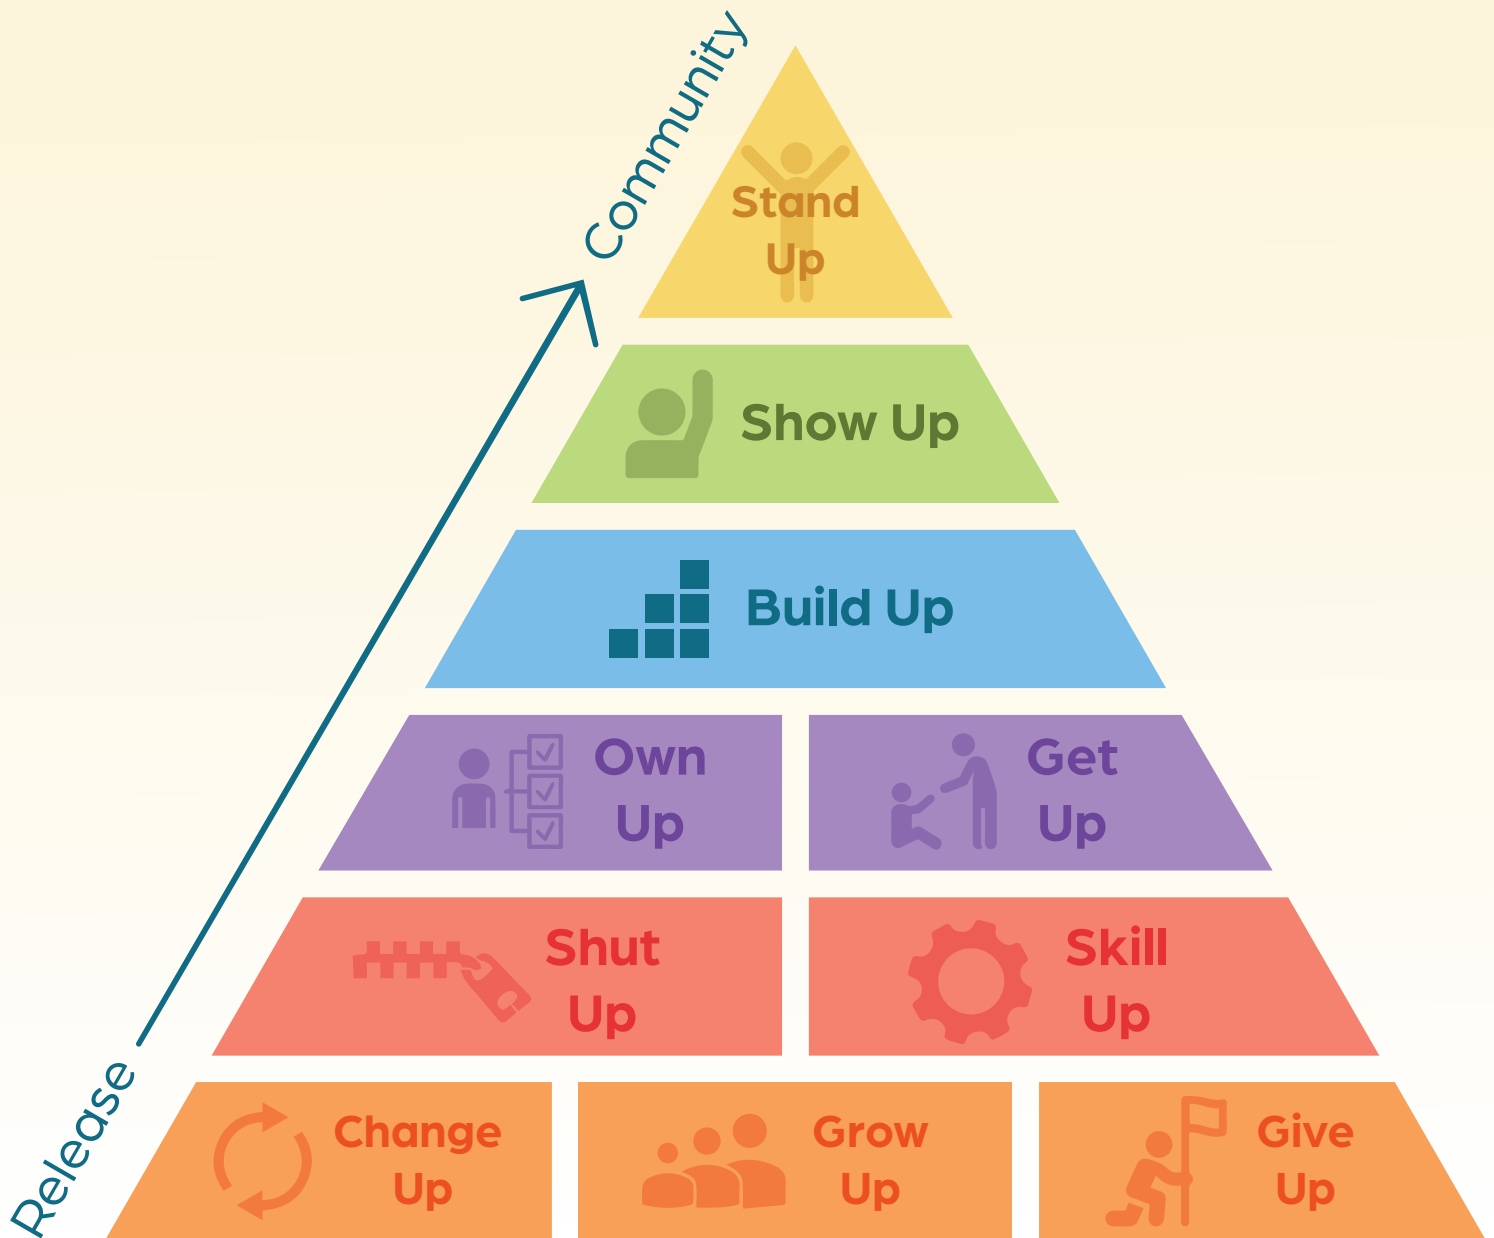 Community
Stand
Up
Show Up
Build Up
Own
Up
Get
Up
Shut
Up
Skill
Up
Release
Change
Up
Grow
Up
Give
Up